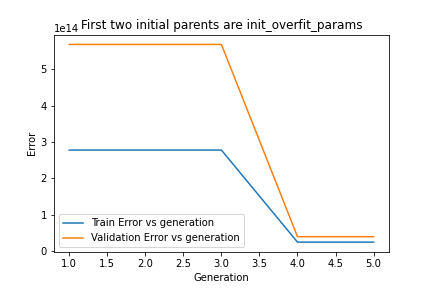 First two initial parents are init_overfit_params
1e14
5
4
3
2
1
0
Error
Train Error vs generation
Validation Error vs generation
1.0 1.5 2.0 2.5 3.0 3.5 4.0 4.5 5.0
Generation